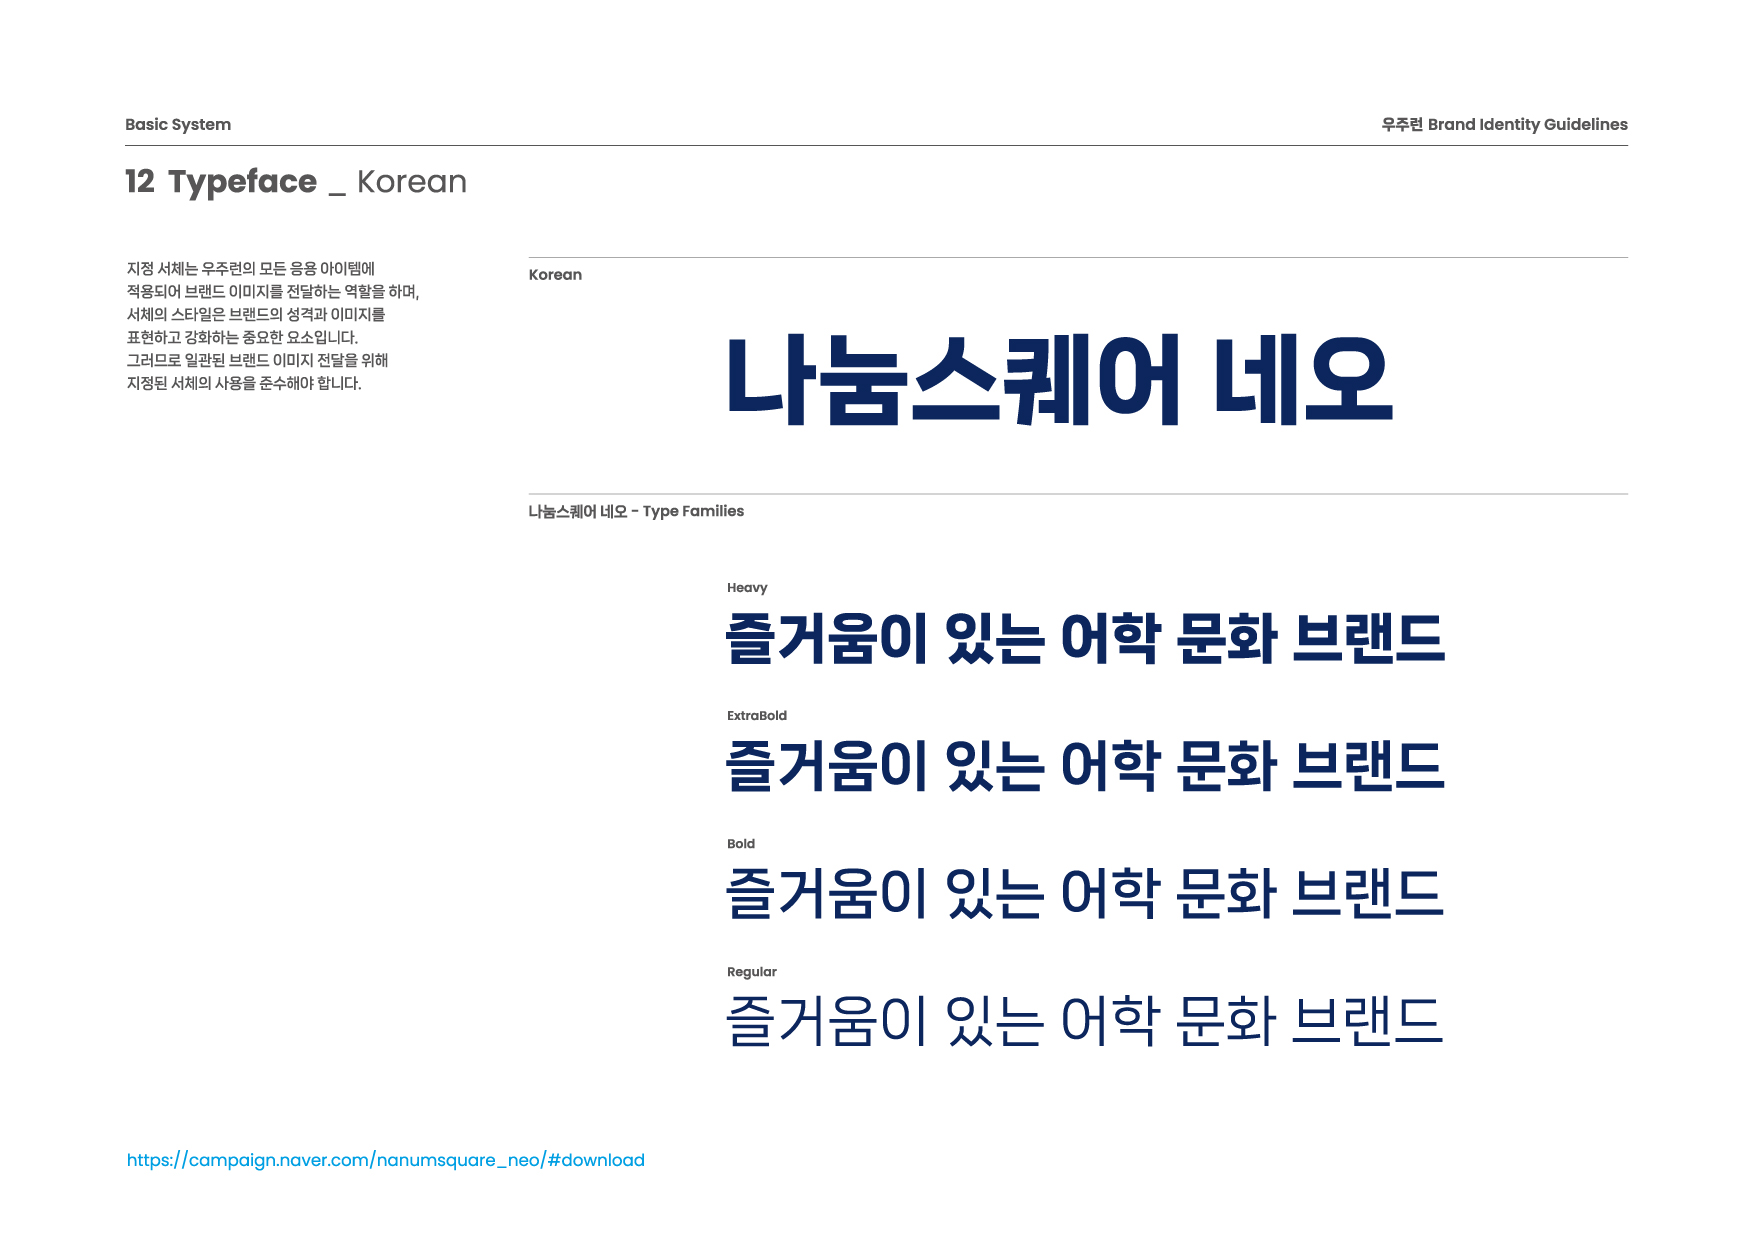 Basic System
우주런 Brand Identity Guidelines
12 Typeface _ Korean
지정 서체는 우주런의 모든 응용 아이템에
적용되어 브랜드 이미지를 전달하는 역할을 하며,
서체의 스타일은 브랜드의 성격과 이미지를
표현하고 강화하는 중요한 요소입니다.
그러므로 일관된 브랜드 이미지 전달을 위해
지정된 서체의 사용을 준수해야 합니다.
Korean
나눔스퀘어 네오
나눔스퀘어 네오 - Type Families
Heavy
즐거움이 있는 어학 문화 브랜드
ExtraBold
즐거움이 있는 어학 문화 브랜드
Bold
즐거움이 있는 어학 문화 브랜드
Regular
즐거움이 있는 어학 문화 브랜드
https://campaign.naver.com/nanumsquare_neo/#download